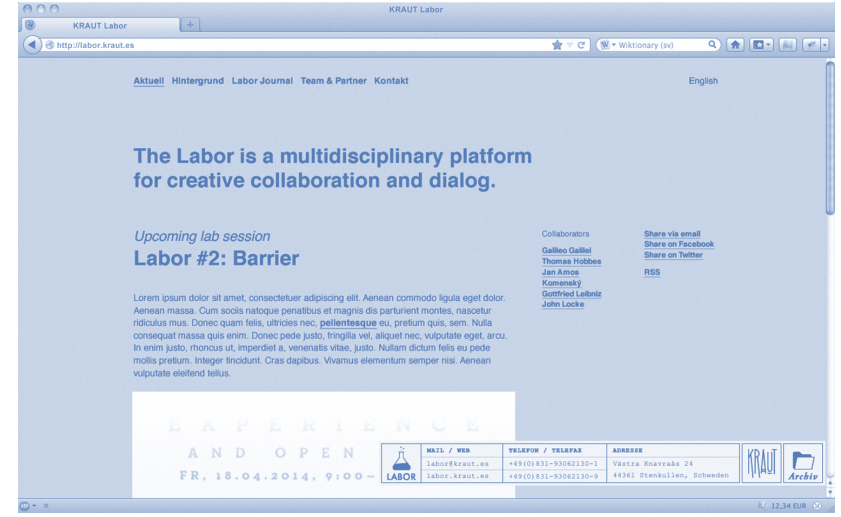 KRAUT Labor
KRAUT Labor
http://labor.kraut.es
Wiktionary (sv)
Aktuell Hintergrund Labor Journal Team & Partner Kontakt English
The Labor is a multidisciplinary platform
for creative collaboration and dialog.
Upcoming lab session
Labor #2: Barrier
Lorem ipsum dolor sit amet, consectetuer adipiscing elit. Aenean commodo ligula eget dolor.
Aenean massa. Cum sociis natoque penatibus et magnis dis parturient montes, nascetur
ridiculus mus. Donec quam felis, ultricies nec, pellentesque eu, pretium quis, sem. Nulla
consequat massa quis enim. Donec pede justo, fringilla vel, aliquet nec, vulputate eget, arcu.
In enim justo, rhoncus ut, imperdiet a, venenatis vitae, justo. Nullam dictum felis eu pede
mollis pretium. Integer tincidunt. Cras dapibus. Vivamus elementum semper nisi. Aenean
vulputate eleifend tellus.
Collaborators
Galileo Galilei
Thomas Hobbes
Jan Amos
Komenský
Gottfried Leibniz
John Locke
Share via email
Share on Facebook
Share on Twitter
RSS
EXPERIENCE
AND OPEN
FR, 18.04.2014, 9:00–
LABOR
MAIL / WEB
labor@kraut.es
labor.kraut.es
TELEFON / TELEFAX
+49(0)831-93062130-1
+49(0)831-93062130-9
ADRESSE
Västra Knavraås 24
44361 Stenkullen, Schweden
KRAUT
Archiv
12,34 EUR